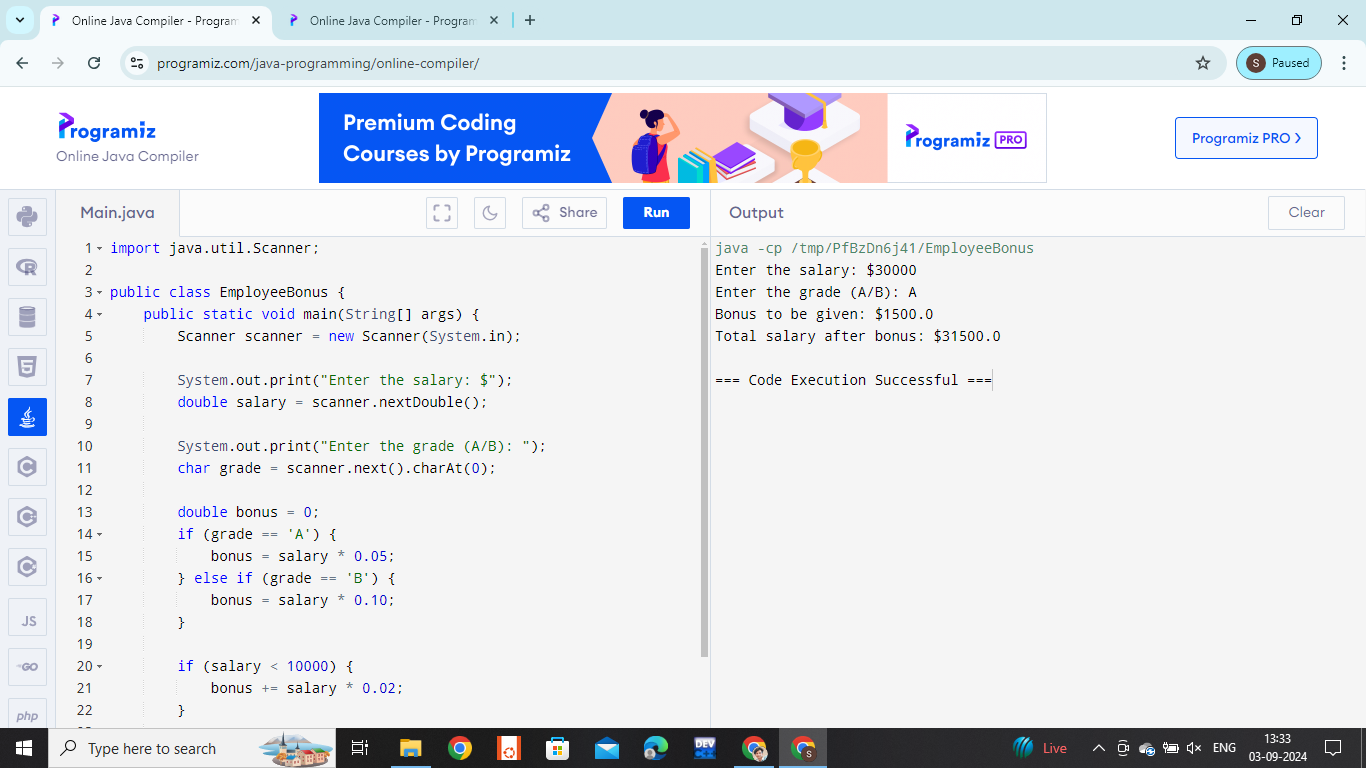 Online Java Compiler - Program
Online Java Compiler - Program
programiz.com/java-programming/online-compiler/
S
Paused
Programiz
Online Java Compiler
Premium Coding
Courses by Programiz
Programiz PRO
Programiz PRO >
Main.java
Share
Run
Output
Clear
1 import java.util.Scanner;
2
3 public class EmployeeBonus {
4     public static void main(String[] args) {
5         Scanner scanner = new Scanner(System.in);
6
7         System.out.print("Enter the salary: $");
8         double salary = scanner.nextDouble();
9
10         System.out.print("Enter the grade (A/B): ");
11         char grade = scanner.next().charAt(0);
12
13         double bonus = 0;
14         if (grade == 'A') {
15             bonus = salary * 0.05;
16         } else if (grade == 'B') {
17             bonus = salary * 0.10;
18         }
19
20         if (salary < 10000) {
21             bonus += salary * 0.02;
22         }
java -cp /tmp/PfBzDn6j41/EmployeeBonus
Enter the salary: $30000
Enter the grade (A/B): A
Bonus to be given: $1500.0
Total salary after bonus: $31500.0
=== Code Execution Successful ===
JS
GO
php
Type here to search
DEV
S
Live
ENG
13:33
03-09-2024